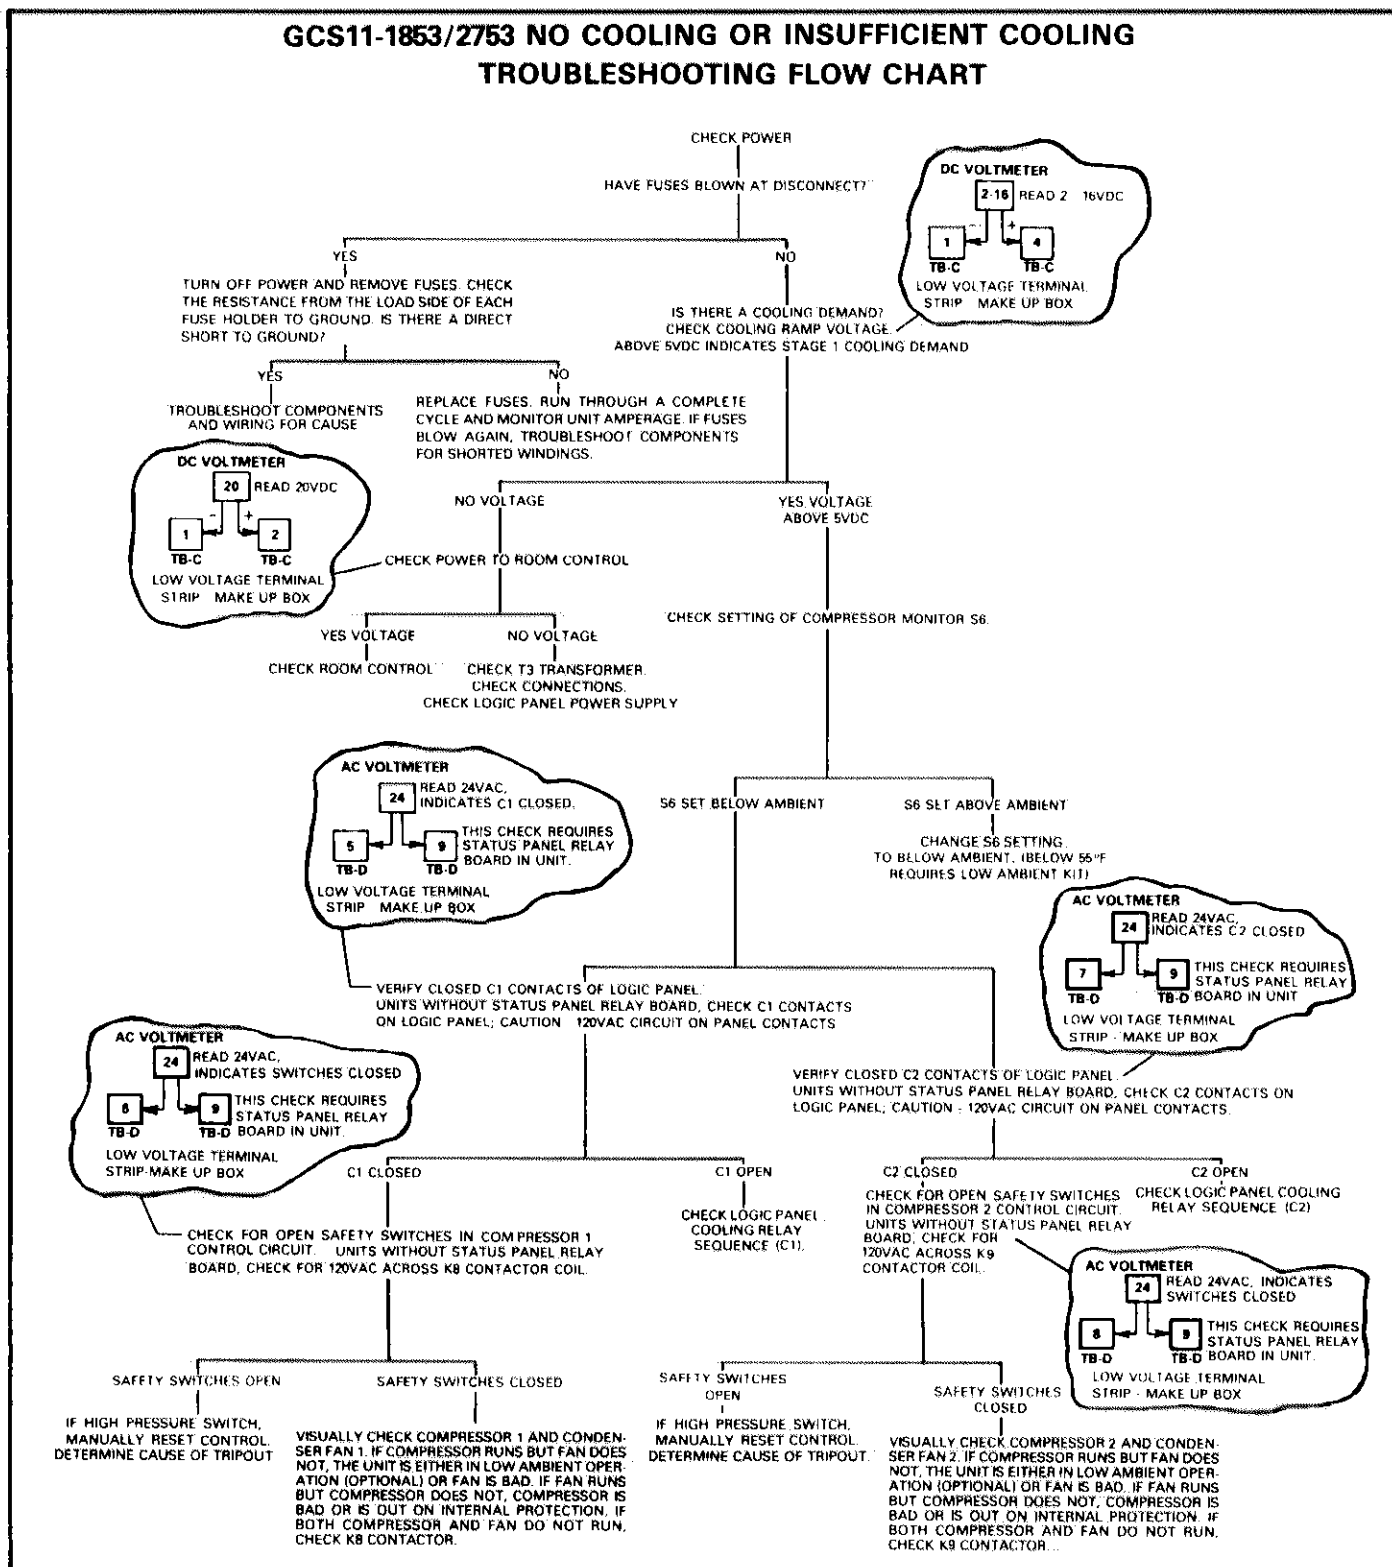 GCS11-1853/2753 NO COOLING OR INSUFFICIENT COOLING
TROUBLESHOOTING FLOW CHART
CHECK POWER
HAVE FUSES BLOWN AT DISCONNECT?
DC VOLTMETER
2-16 READ 2 16VDC
- +
1 4
TB-C TB-C
LOW VOLTAGE TERMINAL
STRIP MAKE UP BOX
YES
NO
TURN OFF POWER AND REMOVE FUSES. CHECK
THE RESISTANCE FROM THE LOAD SIDE OF EACH
FUSE HOLDER TO GROUND. IS THERE A DIRECT
SHORT TO GROUND?
IS THERE A COOLING DEMAND?
CHECK COOLING RAMP VOLTAGE.
ABOVE 5VDC INDICATES STAGE 1 COOLING DEMAND
YES
NO
TROUBLESHOOT COMPONENTS
AND WIRING FOR CAUSE
REPLACE FUSES. RUN THROUGH A COMPLETE
CYCLE AND MONITOR UNIT AMPERAGE. IF FUSES
BLOW AGAIN, TROUBLESHOOT COMPONENTS
FOR SHORTED WINDINGS.
DC VOLTMETER
20 READ 20VDC
- +
1 2
TB-C TB-C
LOW VOLTAGE TERMINAL
STRIP MAKE UP BOX
NO VOLTAGE
YES VOLTAGE
ABOVE 5VDC
CHECK POWER TO ROOM CONTROL
YES VOLTAGE
NO VOLTAGE
CHECK ROOM CONTROL
CHECK T3 TRANSFORMER.
CHECK CONNECTIONS.
CHECK LOGIC PANEL POWER SUPPLY
CHECK SETTING OF COMPRESSOR MONITOR S6.
S6 SET BELOW AMBIENT
S6 SET ABOVE AMBIENT
CHANGE S6 SETTING.
TO BELOW AMBIENT. (BELOW 55°F
REQUIRES LOW AMBIENT KIT)
AC VOLTMETER
24 READ 24VAC,
INDICATES C1 CLOSED.
5 9 THIS CHECK REQUIRES
STATUS PANEL RELAY
BOARD IN UNIT.
TB-D TB-D
LOW VOLTAGE TERMINAL
STRIP MAKE UP BOX
AC VOLTMETER
24 READ 24VAC,
INDICATES C2 CLOSED
7 9 THIS CHECK REQUIRES
STATUS PANEL RELAY
TB-D TB-D BOARD IN UNIT
LOW VOLTAGE TERMINAL
STRIP - MAKE UP BOX
VERIFY CLOSED C1 CONTACTS OF LOGIC PANEL.
UNITS WITHOUT STATUS PANEL RELAY BOARD, CHECK C1 CONTACTS
ON LOGIC PANEL; CAUTION 120VAC CIRCUIT ON PANEL CONTACTS
VERIFY CLOSED C2 CONTACTS OF LOGIC PANEL.
UNITS WITHOUT STATUS PANEL RELAY BOARD, CHECK C2 CONTACTS ON
LOGIC PANEL; CAUTION - 120VAC CIRCUIT ON PANEL CONTACTS.
AC VOLTMETER
24 READ 24VAC,
INDICATES SWITCHES CLOSED
9 THIS CHECK REQUIRES
STATUS PANEL RELAY
TB-D TB-D BOARD IN UNIT.
LOW VOLTAGE TERMINAL
STRIP-MAKE UP BOX
C1 CLOSED
C1 OPEN
C2 CLOSED
C2 OPEN
CHECK FOR OPEN SAFETY SWITCHES IN COMPRESSOR 1
CONTROL CIRCUIT. UNITS WITHOUT STATUS PANEL RELAY
BOARD, CHECK FOR 120VAC ACROSS K8 CONTACTOR COIL.
CHECK LOGIC PANEL
COOLING RELAY
SEQUENCE (C1).
CHECK FOR OPEN SAFETY SWITCHES
IN COMPRESSOR 2 CONTROL CIRCUIT.
UNITS WITHOUT STATUS PANEL RELAY
BOARD, CHECK FOR
120VAC ACROSS K9
CONTACTOR COIL.
CHECK LOGIC PANEL COOLING
RELAY SEQUENCE (C2)
AC VOLTMETER
24 READ 24VAC, INDICATES
SWITCHES CLOSED
8 9 THIS CHECK REQUIRES
STATUS PANEL RELAY
TB-D TB-D BOARD IN UNIT.
LOW VOLTAGE TERMINAL
STRIP - MAKE UP BOX
SAFETY SWITCHES OPEN
SAFETY SWITCHES CLOSED
SAFETY SWITCHES
OPEN
SAFETY SWITCHES
CLOSED
IF HIGH PRESSURE SWITCH,
MANUALLY RESET CONTROL.
DETERMINE CAUSE OF TRIPOUT
VISUALLY CHECK COMPRESSOR 1 AND CONDEN-
SER FAN 1. IF COMPRESSOR RUNS BUT FAN DOES
NOT, THE UNIT IS EITHER IN LOW AMBIENT OPER-
ATION (OPTIONAL) OR FAN IS BAD. IF FAN RUNS
BUT COMPRESSOR DOES NOT, COMPRESSOR IS
BAD OR IS OUT ON INTERNAL PROTECTION. IF
BOTH COMPRESSOR AND FAN DO NOT RUN,
CHECK K8 CONTACTOR.
IF HIGH PRESSURE SWITCH,
MANUALLY RESET CONTROL.
DETERMINE CAUSE OF TRIPOUT.
VISUALLY CHECK COMPRESSOR 2 AND CONDEN-
SER FAN 2. IF COMPRESSOR RUNS BUT FAN DOES
NOT, THE UNIT IS EITHER IN LOW AMBIENT OPER-
ATION (OPTIONAL) OR FAN IS BAD. IF FAN RUNS
BUT COMPRESSOR DOES NOT, COMPRESSOR IS
BAD OR IS OUT ON INTERNAL PROTECTION. IF
BOTH COMPRESSOR AND FAN DO NOT RUN,
CHECK K9 CONTACTOR.